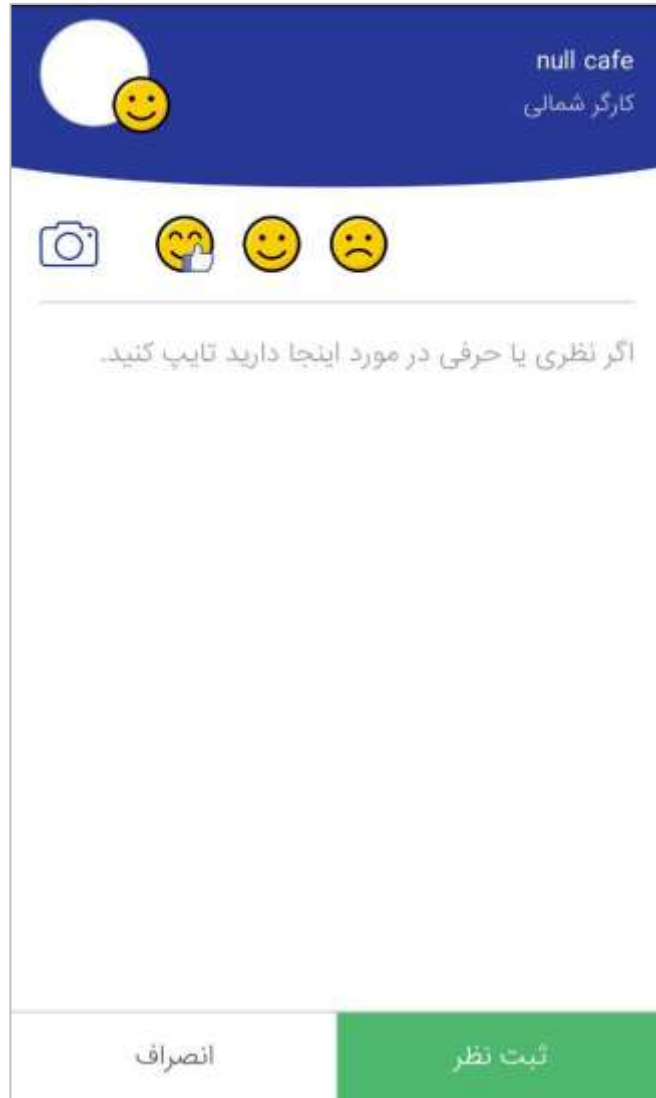 null cafe
کارگر شمالی
اگر نظری یا حرفی در مورد اینجا دارید تایپ کنید.
ثبت نظر
انصراف